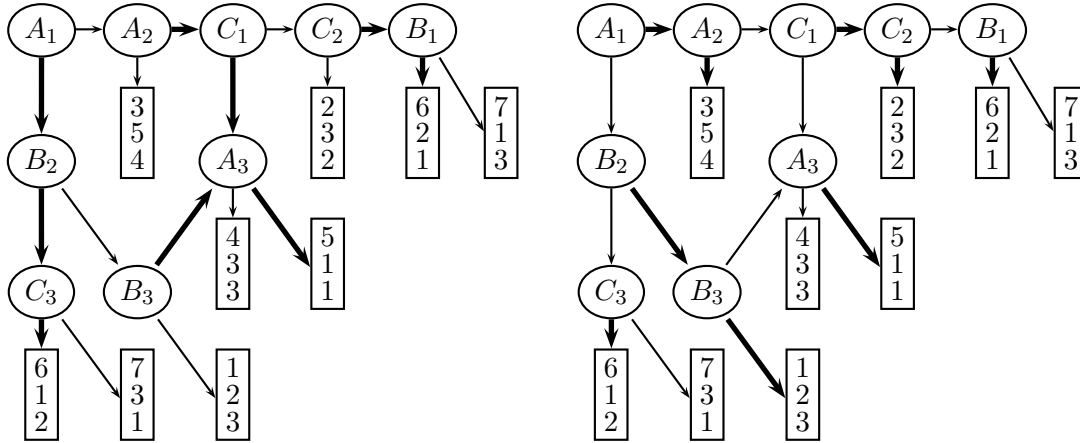 A1 A2 C1 C2 B1 A1 A2 C1 C2 B1
3 2 6 7 3 2 6 7
5 3 2 1 5 3 2 1
4 2 1 3 4 2 1 3
B2 A3 B2 A3
4 5 4 5
3 1 3 1
3 1 3 1
C3 B3 C3 B3
6 7 1 6 7 1
1 3 2 1 3 2
2 1 3 2 1 3